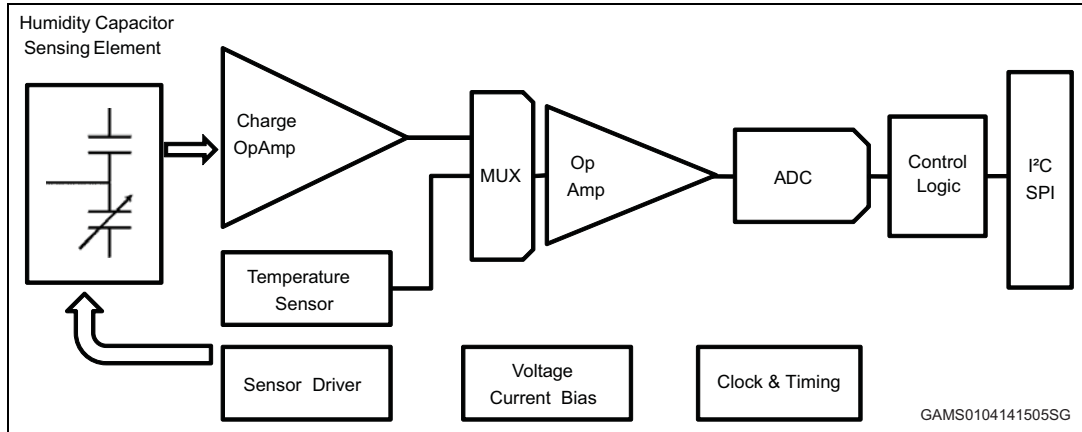 Humidity Capacitor
Sensing Element
Charge
OpAmp
MUX
Op
Amp
ADC
Control
Logic
I²C
SPI
Temperature
Sensor
Sensor Driver
Voltage
Current Bias
Clock & Timing
GAMS0104141505SG